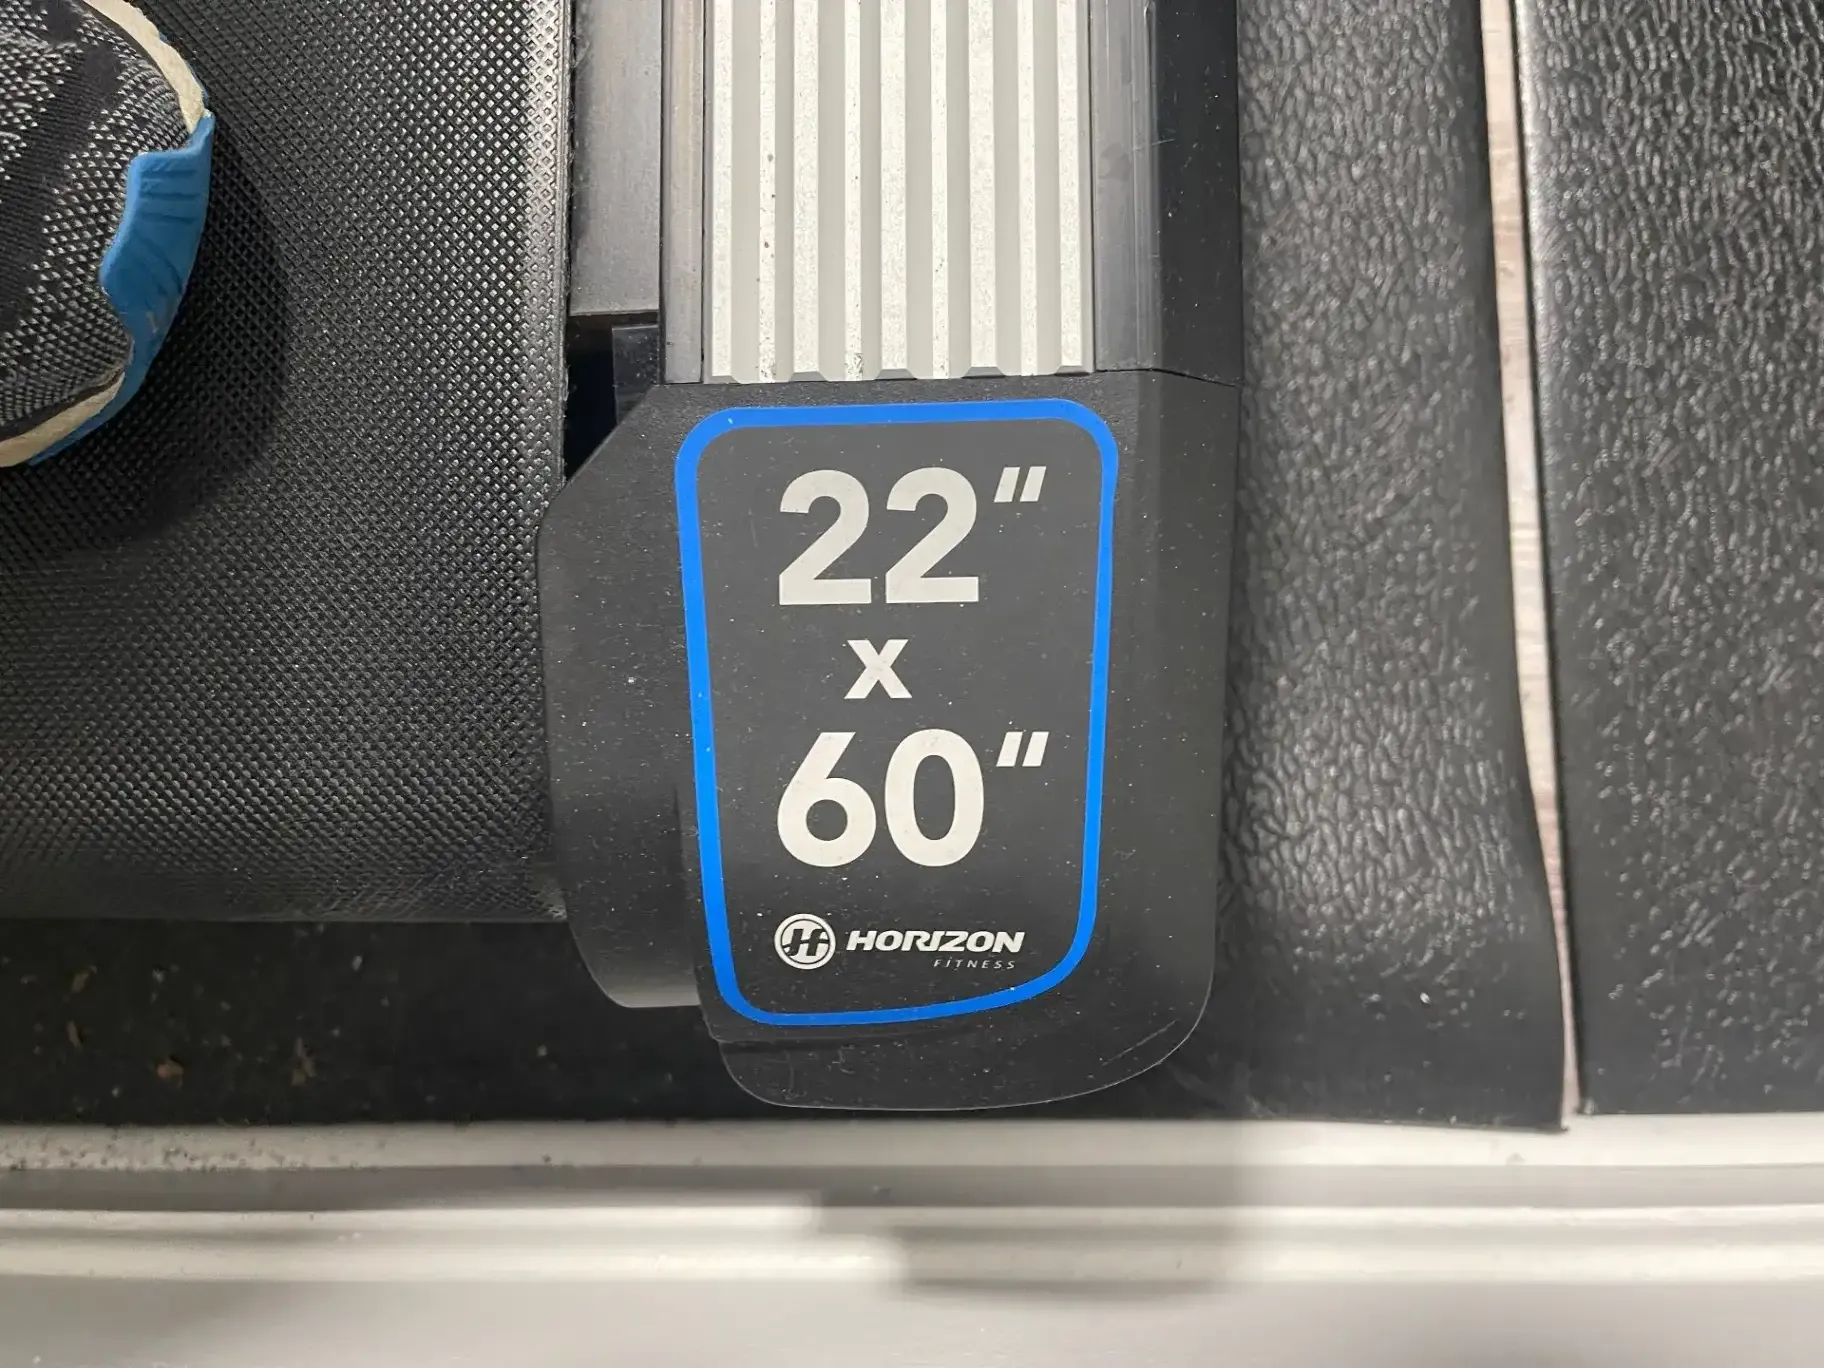 22"
x
60"
HORIZON
FITNESS